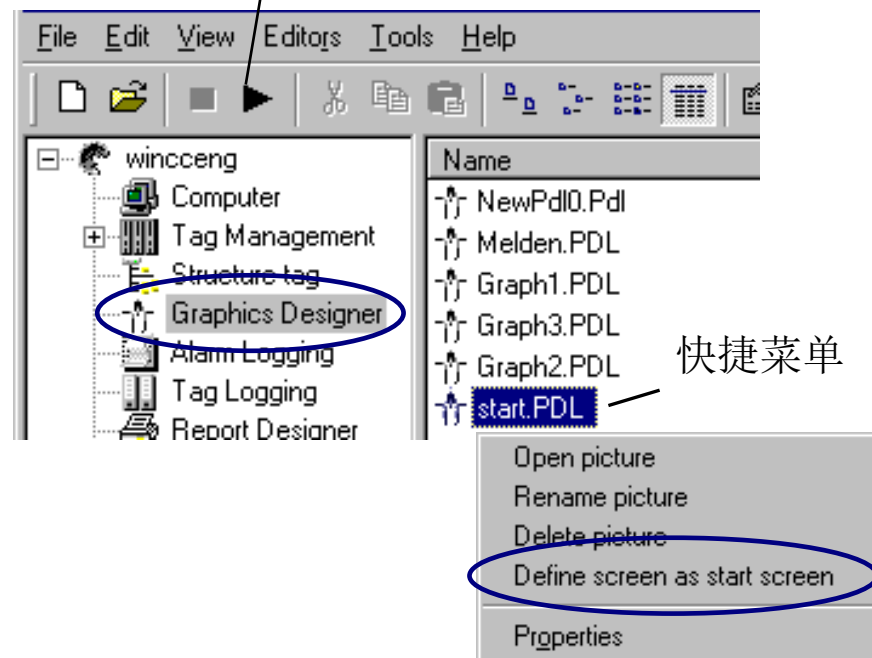 File Edit View Editors Tools Help
wincceng
Computer
Tag Management
Structure tag
Graphics Designer
Alarm Logging
Tag Logging
Report Designer
Name
NewPdl0.Pdl
Melden.PDL
Graph1.PDL
Graph3.PDL
Graph2.PDL
start.PDL
快捷菜单
Open picture
Rename picture
Delete picture
Define screen as start screen
Properties